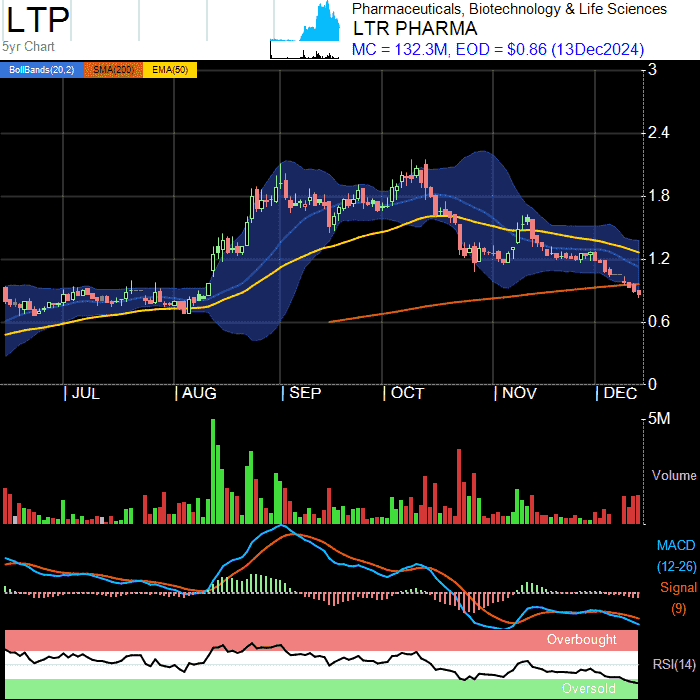 LTP
5yr Chart
Pharmaceuticals, Biotechnology & Life Sciences
LTR PHARMA
MC = 132.3M, EOD = $0.86 (13Dec2024)
BollBands(20,2) SMA(200) EMA(50)
3
2.4
1.8
1.2
0.6
0
JUL AUG SEP OCT NOV DEC
5M
Volume
MACD
(12-26)
Signal
(9)
Overbought
RSI(14)
Oversold